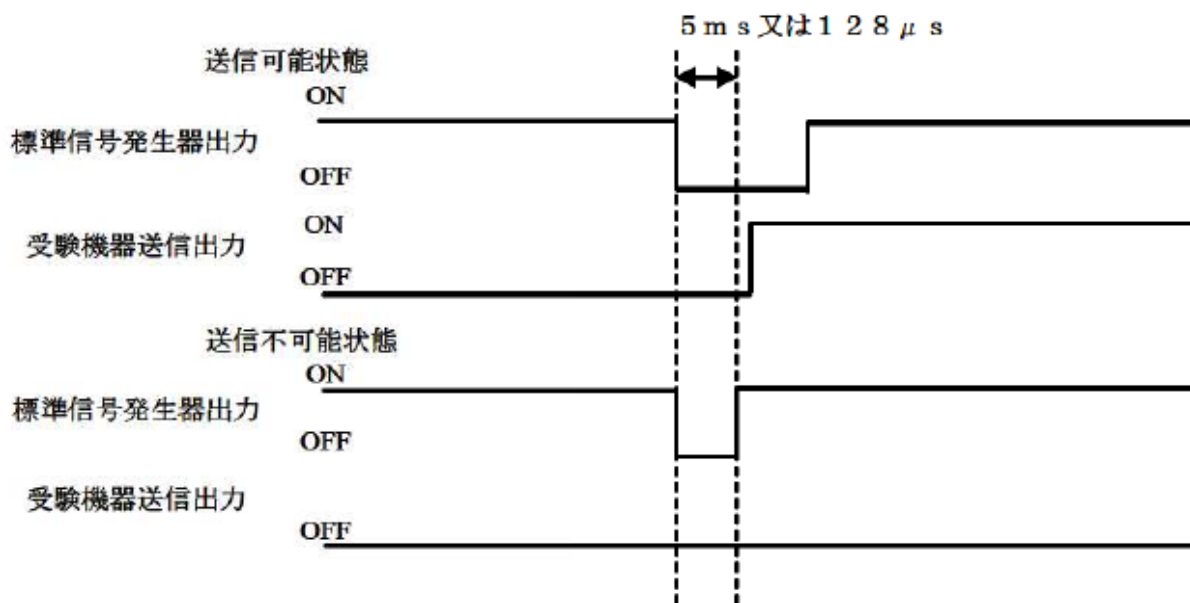 ５ｍｓ又は１２８μｓ
送信可能状態
ON
標準信号発生器出力
OFF
ON
受験機器送信出力
OFF
送信不可能状態
ON
標準信号発生器出力
OFF
受験機器送信出力
OFF